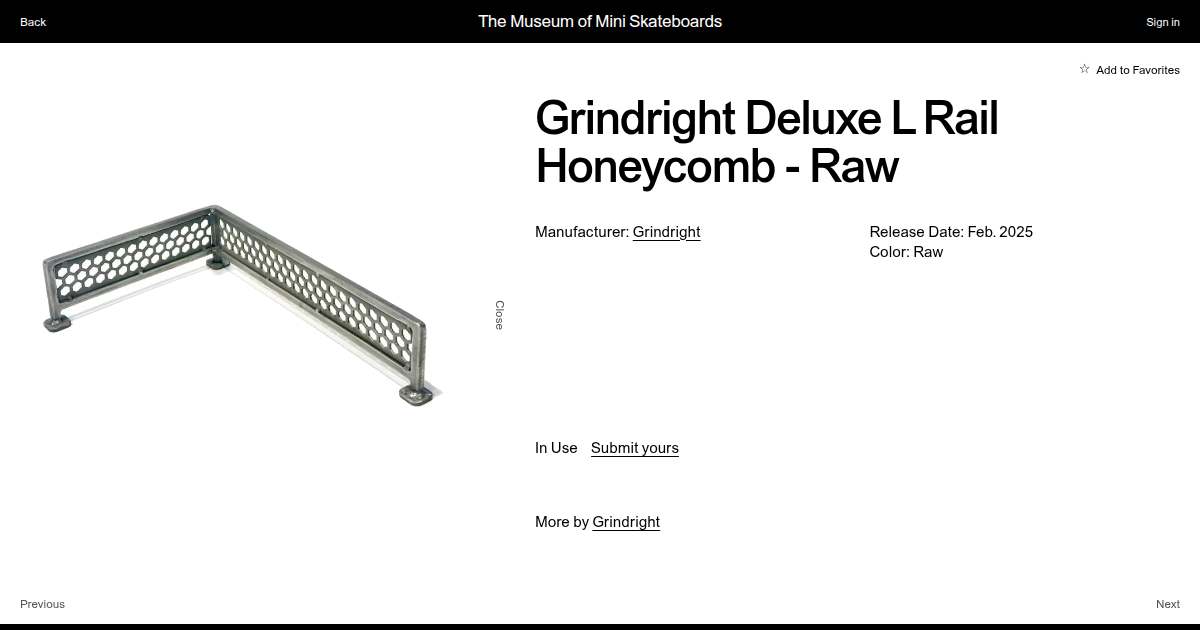 Back
The Museum of Mini Skateboards
Sign in
☆ Add to Favorites
Grindright Deluxe L Rail
Honeycomb - Raw
Manufacturer: Grindright
Release Date: Feb. 2025
Color: Raw
Close
In Use Submit yours
More by Grindright
Previous
Next